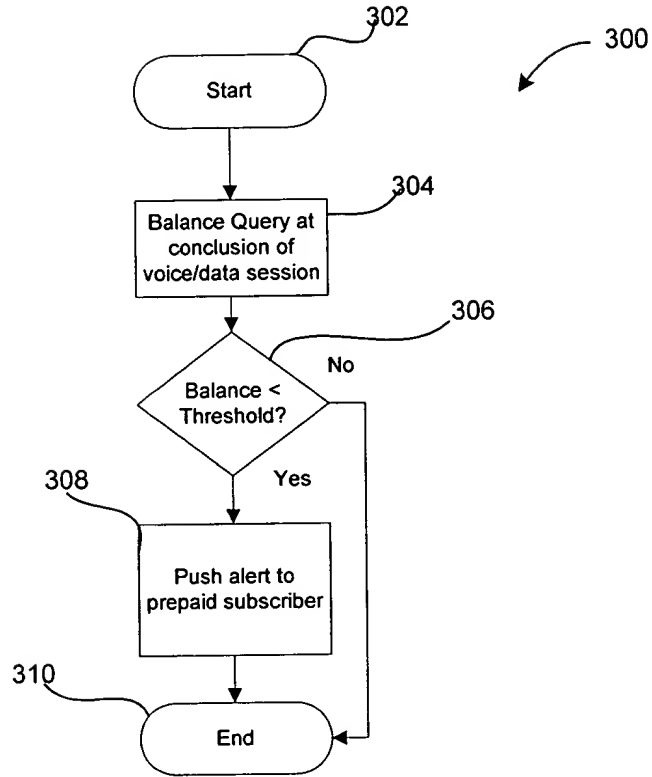 302
300
Start
304
Balance Query at
conclusion of
voice/data session
306
No
Balance <
Threshold?
Yes
308
Push alert to
prepaid subscriber
310
End